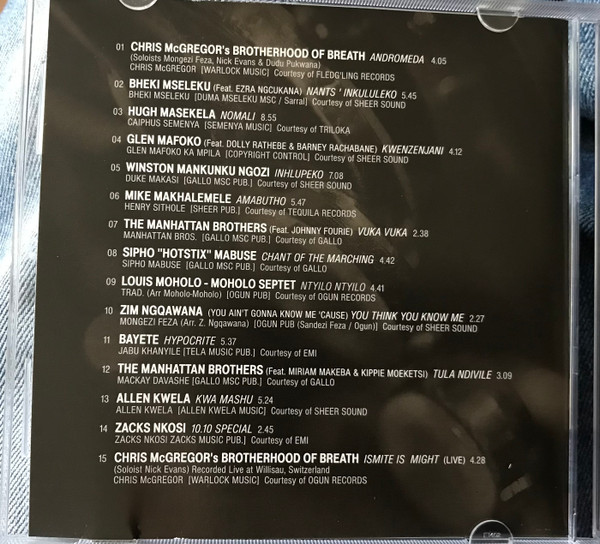 01 CHRIS McGREGOR's BROTHERHOOD OF BREATH ANDROMEDA 4.05
(Soloists Mongezi Feza, Nick Evans & Dudu Pukwana)
CHRIS McGREGOR [WARLOCK MUSIC] Courtesy of FLEDG'LING RECORDS
02 BHEKI MSELEKU (Feat. EZRA NGCUKANA) NANTS ' INKULULEKO 5.45
BHEKI MSELEKU [DUMA MSELEKU MSC / Sarral] Courtesy of SHEER SOUND
03 HUGH MASEKELA NOMALI 8.55
CAIPHUS SEMENYA [SEMENYA MUSIC] Courtesy of TRILOKA
04 GLEN MAFOKO (Feat. DOLLY RATHEBE & BARNEY RACHABANE) KWENZENJANI 4.12
GLEN MAFOKO KA MPILA [COPYRIGHT CONTROL] Courtesy of SHEER SOUND
05 WINSTON MANKUNKU NGOZI INHLUPEKO 7.08
DUKE MAKASI [GALLO MSC PUB.] Courtesy of SHEER SOUND
06 MIKE MAKHALEMELE AMABUTHO 5.47
HENRY SITHOLE [SHEER PUB.] Courtesy of TEQUILA RECORDS
07 THE MANHATTAN BROTHERS (Feat. JOHNNY FOURIE) VUKA VUKA 2.38
MANHATTAN BROS. [GALLO MSC PUB.] Courtesy of GALLO
08 SIPHO "HOTSTIX" MABUSE CHANT OF THE MARCHING 4.42
SIPHO MABUSE [GALLO MSC PUB.] Courtesy of GALLO
09 LOUIS MOHOLO - MOHOLO SEPTET NTYILO NTYILO 4.41
TRAD. (Arr Moholo-Moholo) [OGUN PUB] Courtesy of OGUN RECORDS
10 ZIM NGQAWANA (YOU AIN'T GONNA KNOW ME 'CAUSE) YOU THINK YOU KNOW ME 2.27
MONGEZI FEZA (Arr. Z. Ngqawana) [OGUN PUB (Sandezi Feza / Ogun)] Courtesy of SHEER SOUND
11 BAYETE HYPOCRITE 5.37
JABU KHANYILE [TELA MUSIC PUB.] Courtesy of EMI
12 THE MANHATTAN BROTHERS (Feat. MIRIAM MAKEBA & KIPPIE MOEKETSI) TULA NDIVILE 3.09
MACKAY DAVASHE [GALLO MSC PUB.] Courtesy of GALLO
13 ALLEN KWELA KWA MASHU 5.24
ALLEN KWELA [ALLEN KWELA MUSIC] Courtesy of SHEER SOUND
14 ZACKS NKOSI 10.10 SPECIAL 2.45
ZACKS NKOSI ZACKS MUSIC PUB.] Courtesy of EMI
15 CHRIS McGREGOR's BROTHERHOOD OF BREATH ISMITE IS MIGHT (LIVE) 4.28
(Soloist Nick Evans) Recorded Live at Willisau, Switzerland
CHRIS McGREGOR [WARLOCK MUSIC] Courtesy of OGUN RECORDS